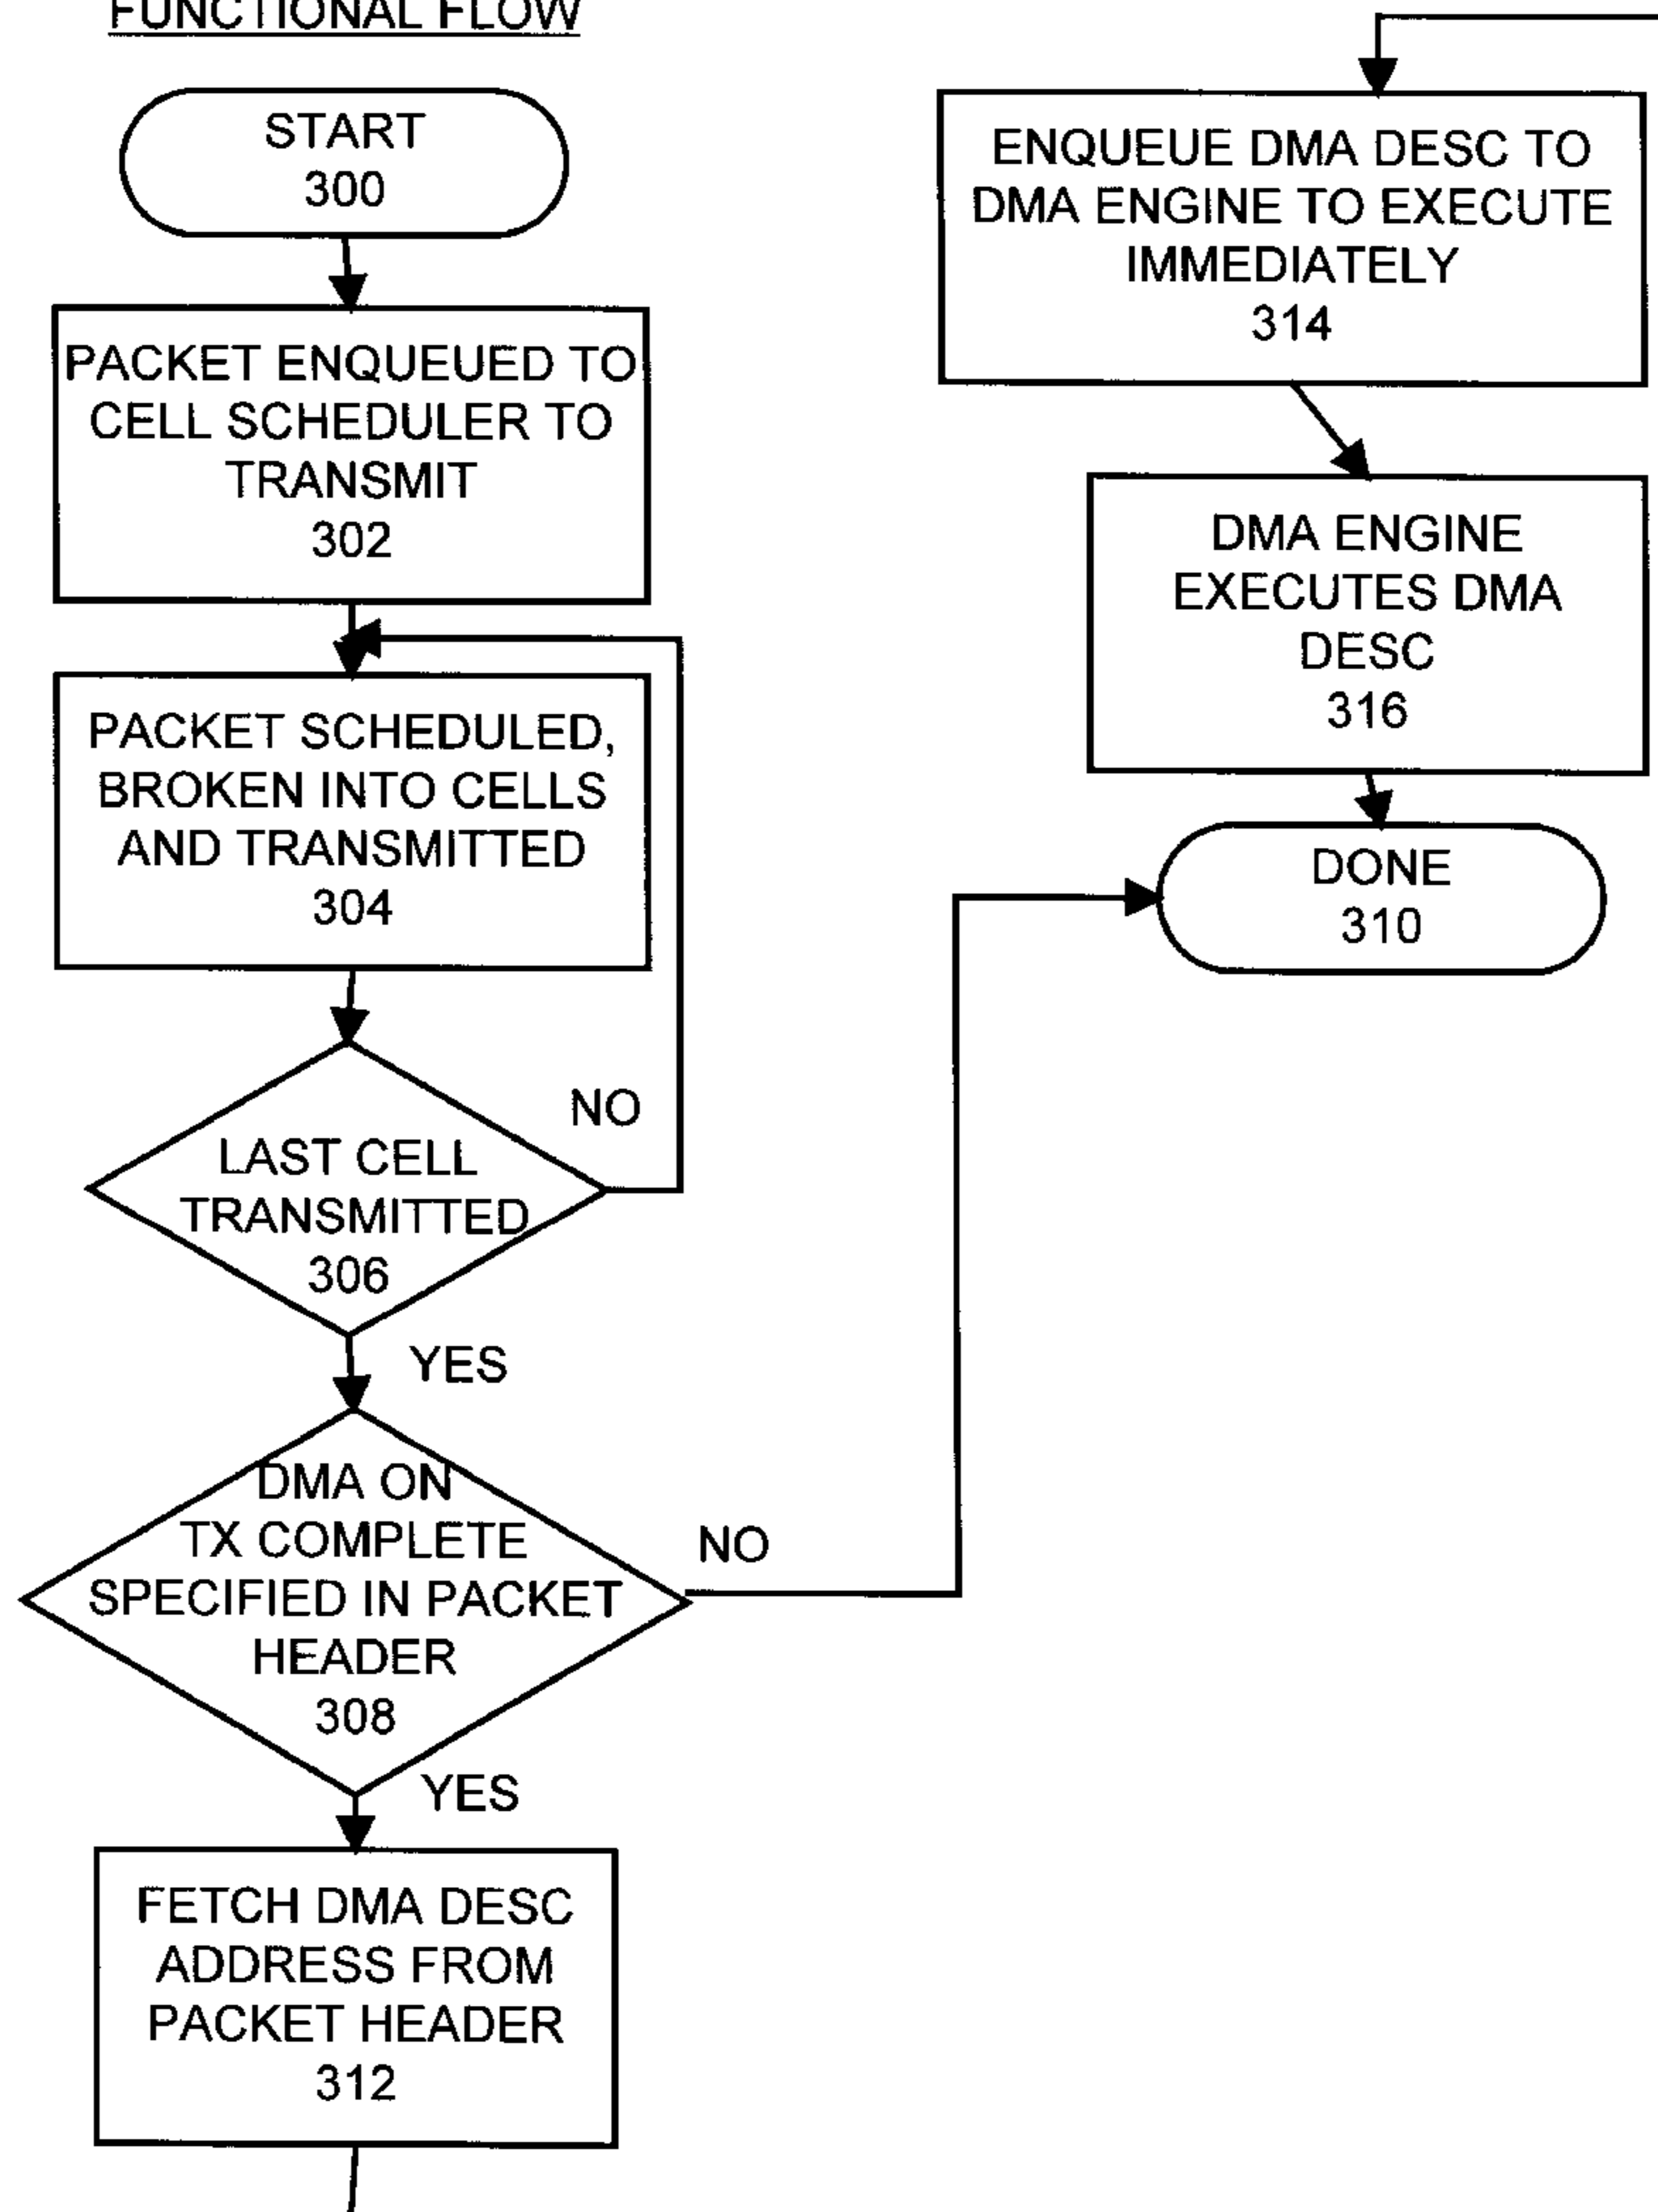 FUNCTIONAL FLOW
START
300
PACKET ENQUEUED TO
CELL SCHEDULER TO
TRANSMIT
302
PACKET SCHEDULED,
BROKEN INTO CELLS
AND TRANSMITTED
304
NO
LAST CELL
TRANSMITTED
306
YES
DMA ON
TX COMPLETE
SPECIFIED IN PACKET
HEADER
308
NO
YES
FETCH DMA DESC
ADDRESS FROM
PACKET HEADER
312
ENQUEUE DMA DESC TO
DMA ENGINE TO EXECUTE
IMMEDIATELY
314
DMA ENGINE
EXECUTES DMA
DESC
316
DONE
310